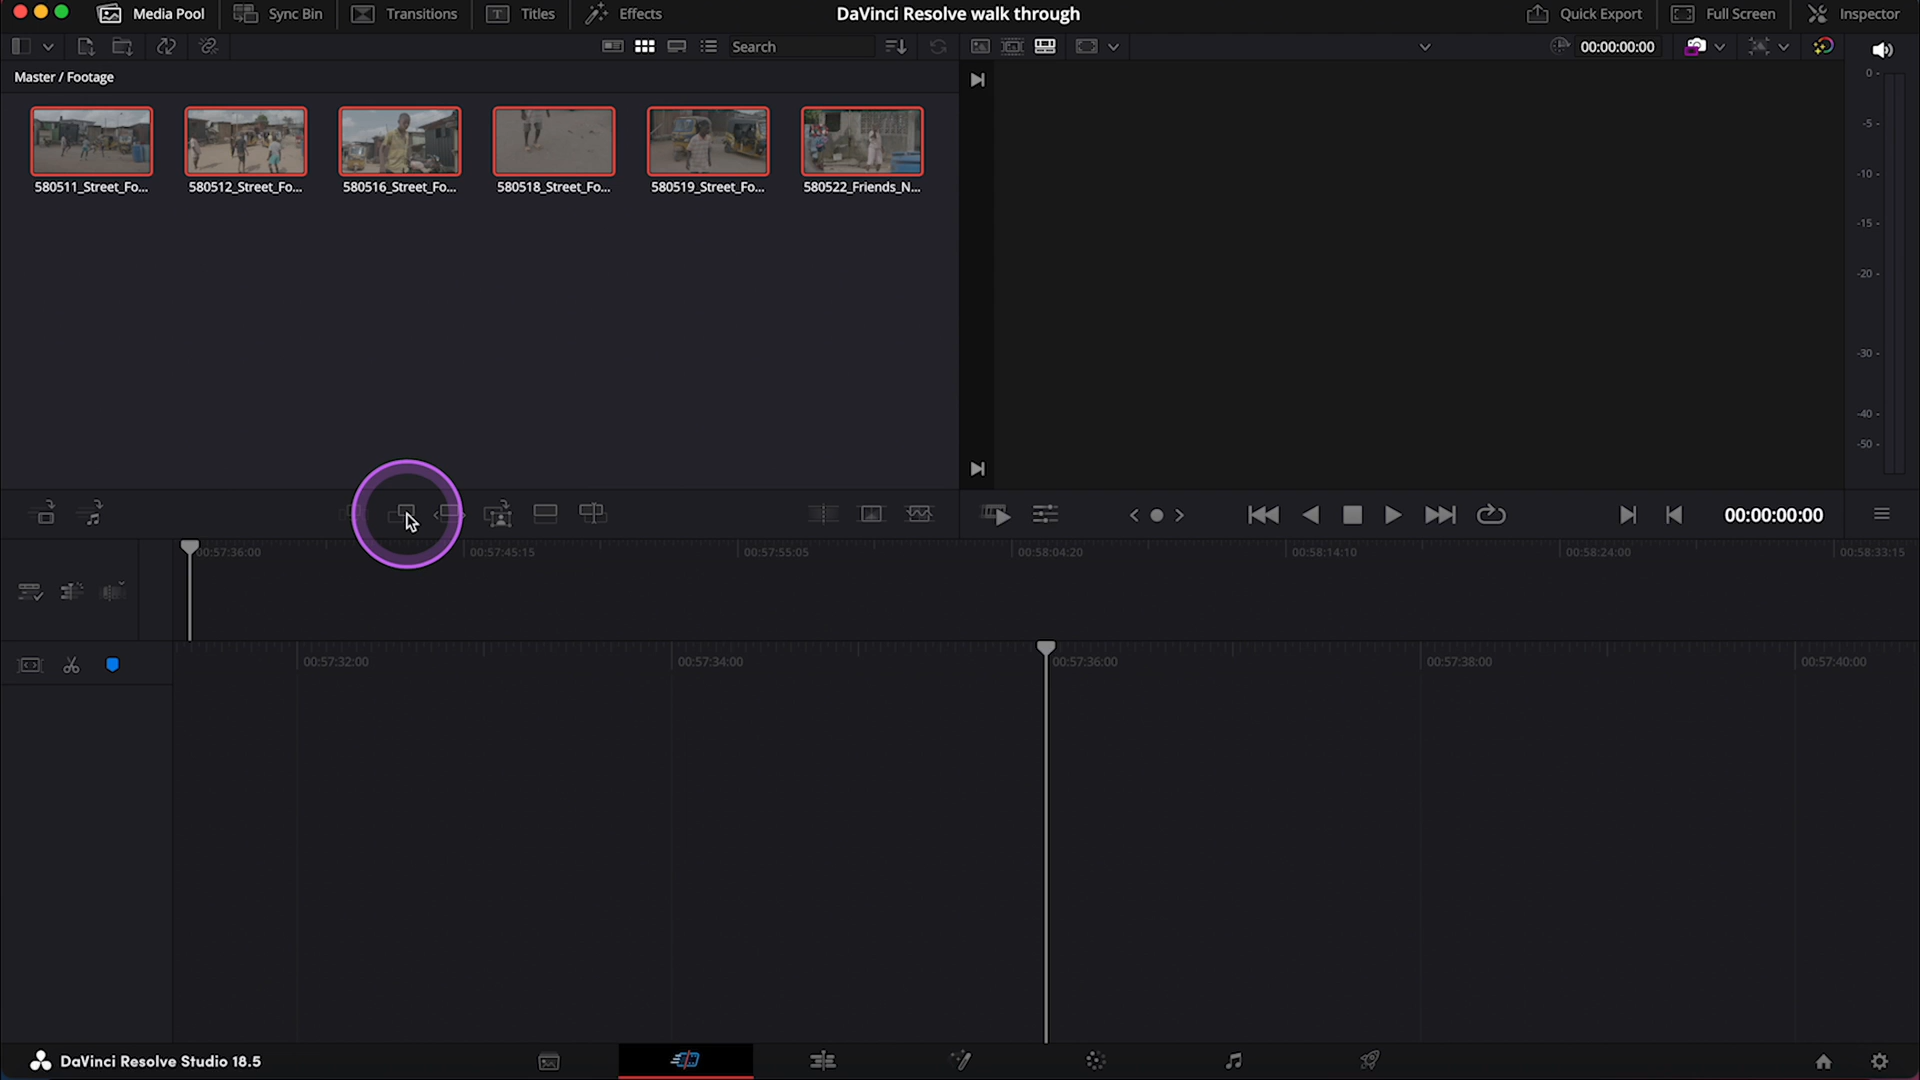 Media Pool
Sync Bin
Transitions
Titles
Effects
DaVinci Resolve walk through
Quick Export
Full Screen
Inspector
Search
00:00:00:00
Master / Footage
0
-5
-10
-15
-20
-30
-40
-50
580511_Street_Fo...
580512_Street_Fo...
580516_Street_Fo...
580518_Street_Fo...
580519_Street_Fo...
580522_Friends_N...
00:00:00:00
00:57:36:00
00:57:45:15
00:57:55:05
00:58:04:20
00:58:14:10
00:58:24:00
00:58:33:15
00:57:32:00
00:57:34:00
00:57:36:00
00:57:38:00
00:57:40:00
DaVinci Resolve Studio 18.5